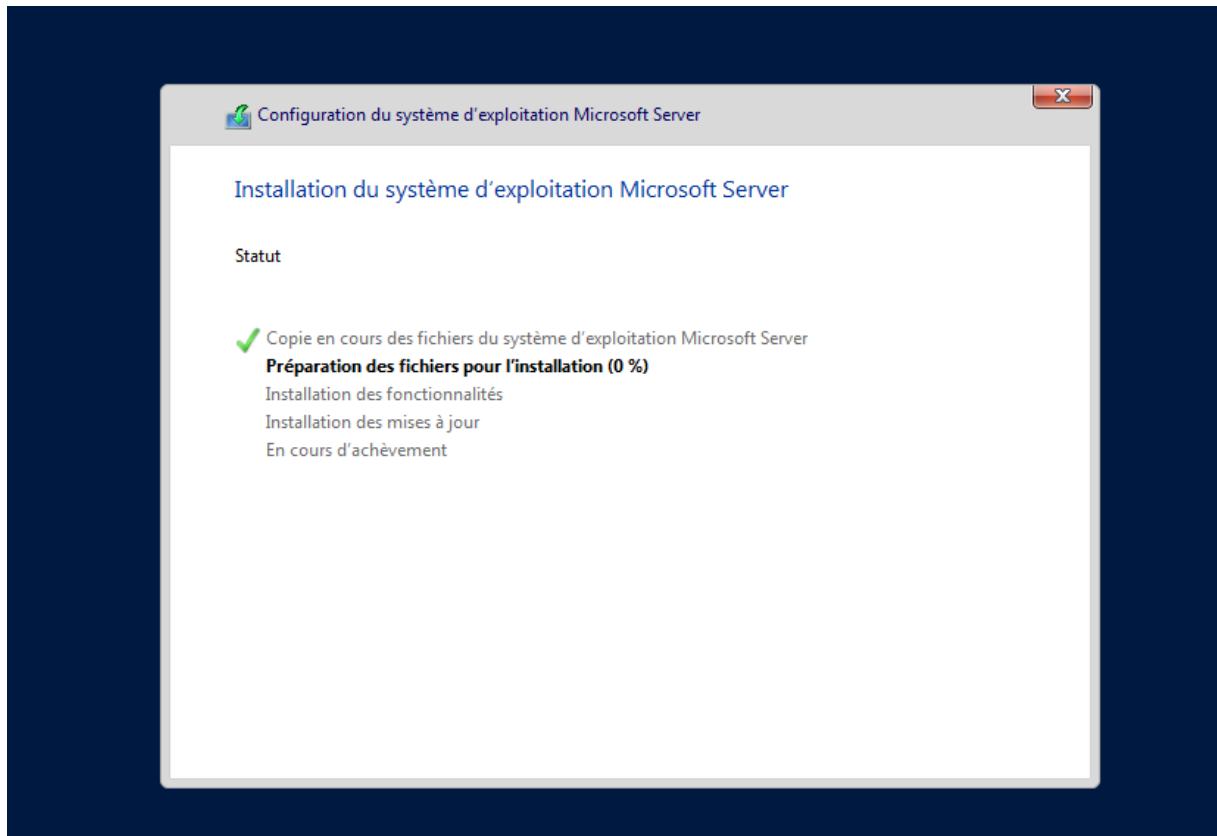 Configuration du système d'exploitation Microsoft Server
Installation du système d'exploitation Microsoft Server
Statut
Copie en cours des fichiers du système d'exploitation Microsoft Server
Préparation des fichiers pour l'installation (0 %)
Installation des fonctionnalités
Installation des mises à jour
En cours d'achèvement